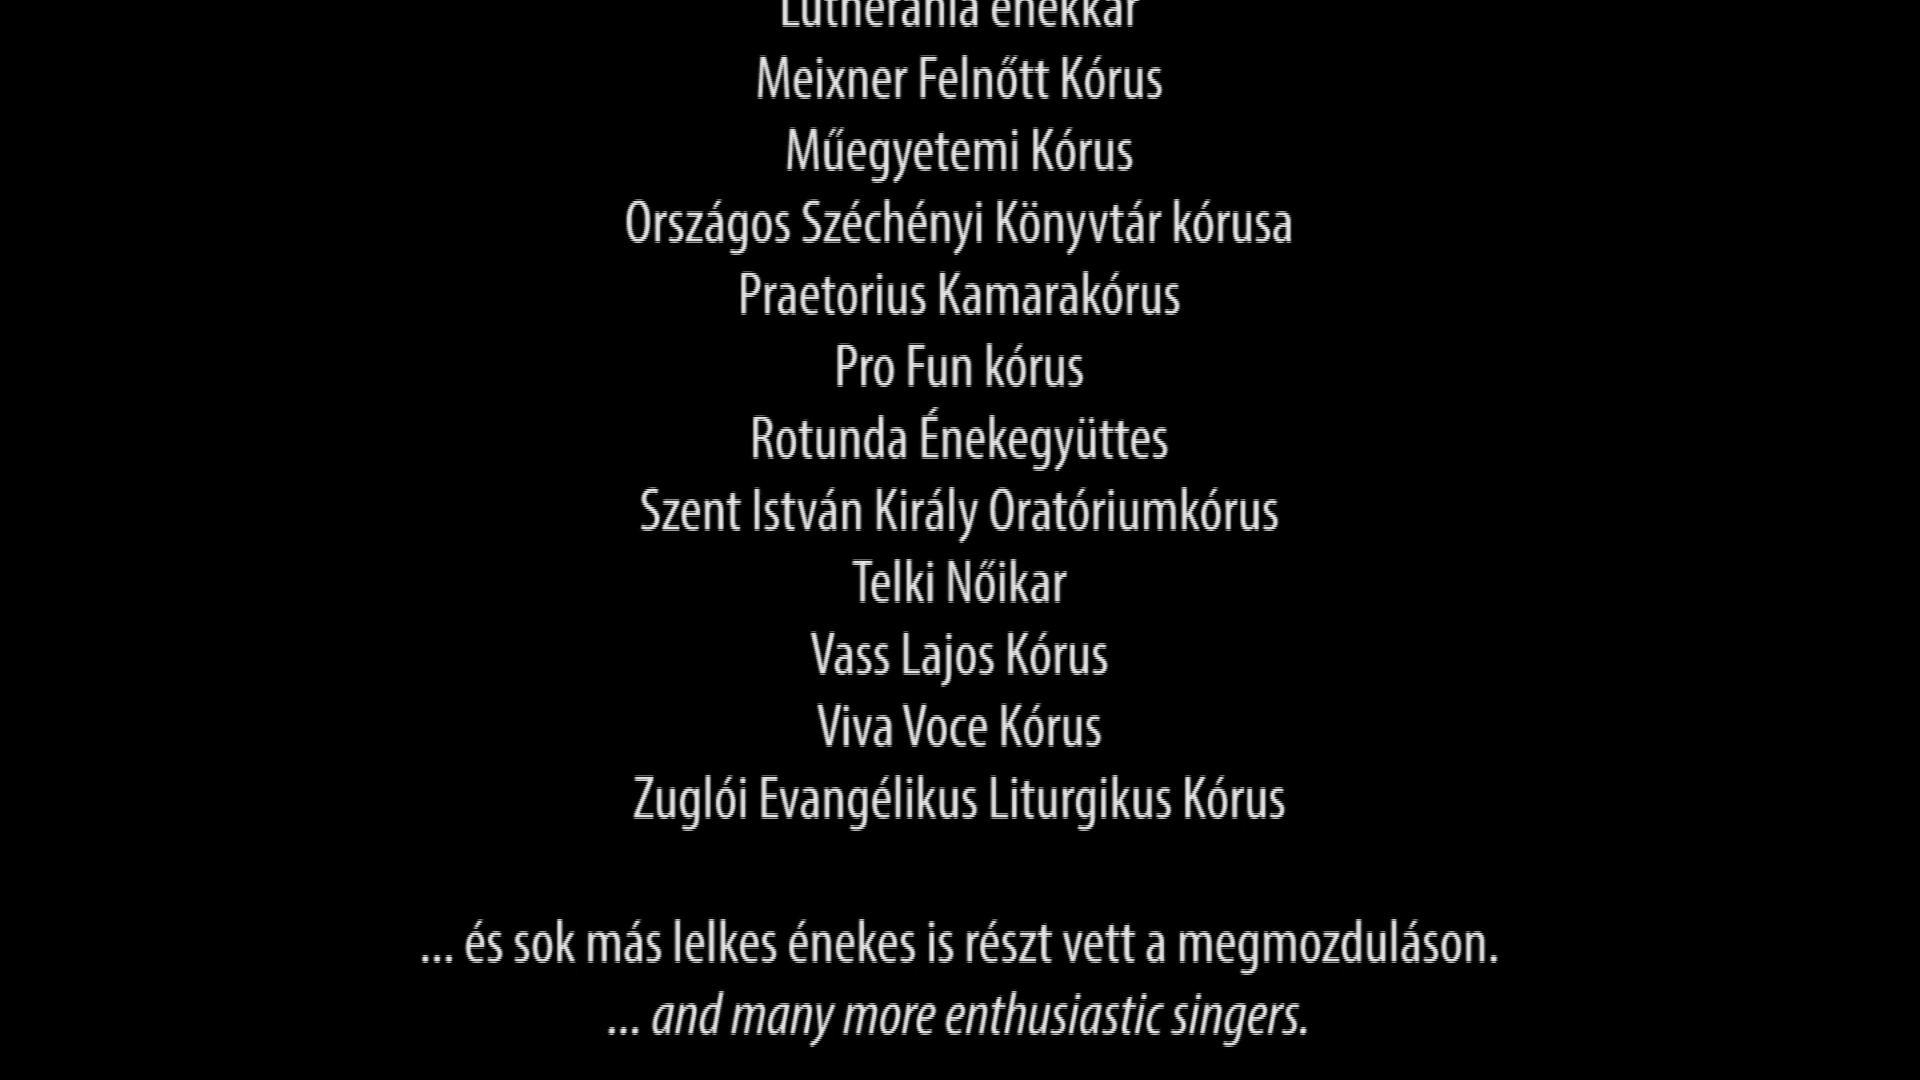 Lutheránia énekkar
Meixner Felnőtt Kórus
Műegyetemi Kórus
Országos Széchényi Könyvtár kórusa
Praetorius Kamarakórus
Pro Fun kórus
Rotunda Énekegyüttes
Szent István Király Oratóriumkórus
Telki Nőikar
Vass Lajos Kórus
Viva Voce Kórus
Zuglói Evangélikus Liturgikus Kórus
... és sok más lelkes énekes is részt vett a megmozduláson.
... and many more enthusiastic singers.